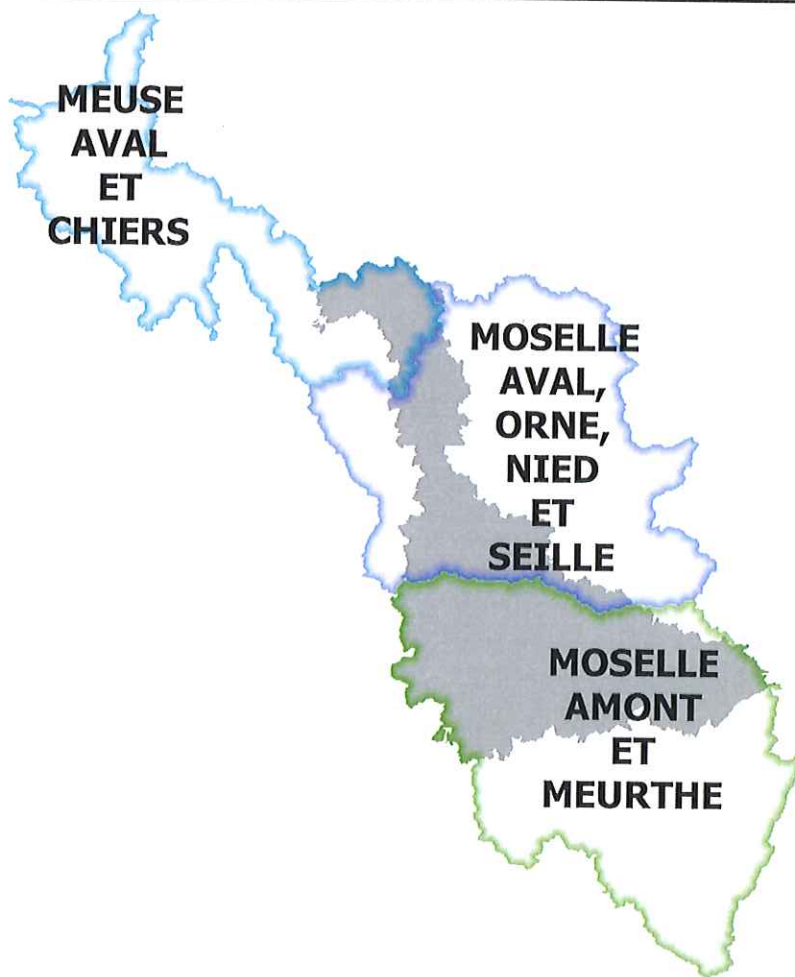 MEUSE
AVAL
ET
CHIERS
MOSELLE
AVAL,
ORNE,
NIED
ET
SEILLE
MOSELLE
AMONT
ET
MEURTHE